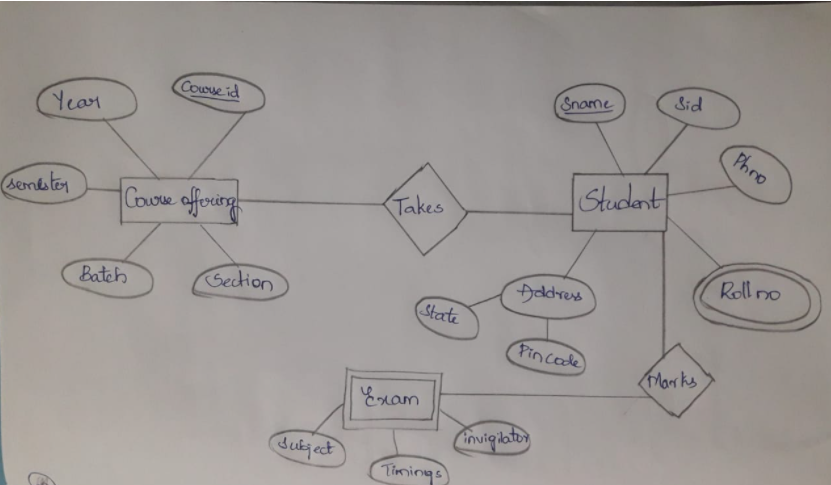 Year
Course id
Sname
Sid
Phno
Semester
Course offering
Takes
Student
Batch
Section
Address
Roll no
State
Pincode
Marks
Exam
Subject
invigilator
Timings